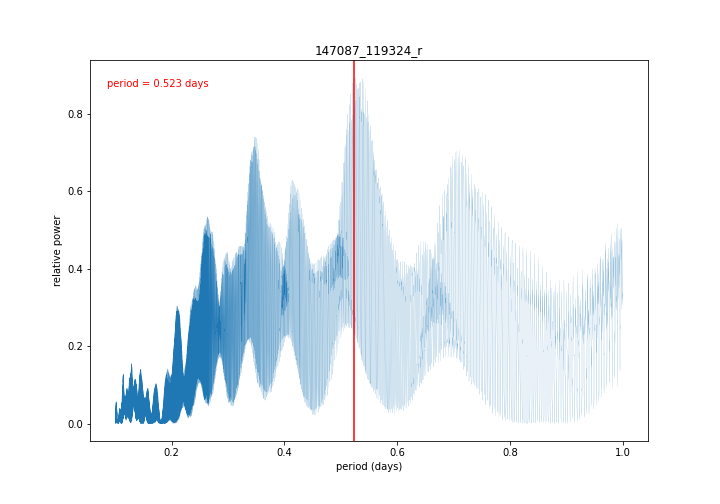 147087_119324_r
period = 0.523 days
relative power
0.8
0.6
0.4
0.2
0.0
0.2 0.4 0.6 0.8 1.0
period (days)